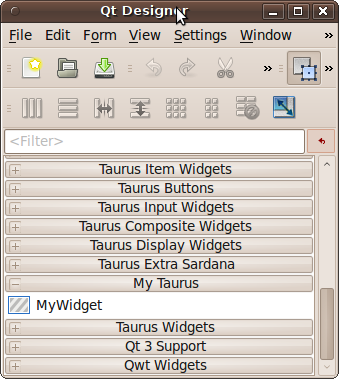 Qt Designer
File Edit Form View Settings Window »
» »
<Filter>
Taurus Item Widgets
Taurus Buttons
Taurus Input Widgets
Taurus Composite Widgets
Taurus Display Widgets
Taurus Extra Sardana
My Taurus
MyWidget
Taurus Widgets
Qt 3 Support
Qwt Widgets